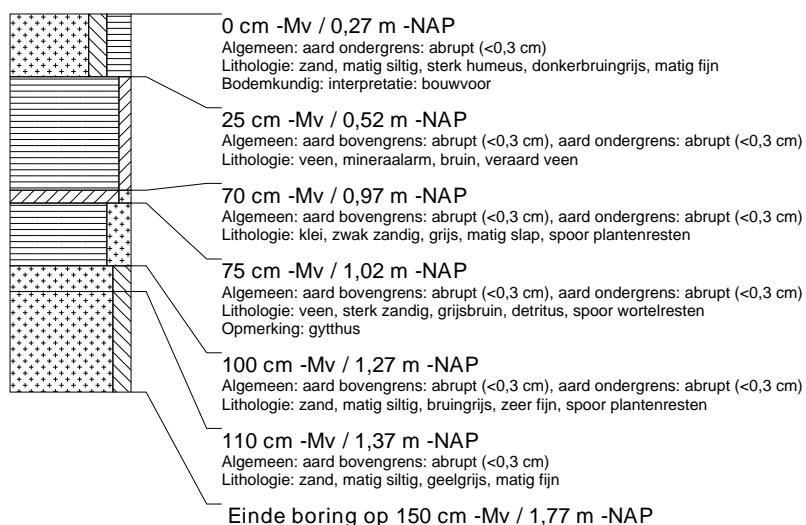 0 cm -Mv / 0,27 m -NAP
Algemeen: aard ondergrens: abrupt (<0,3 cm)
Lithologie: zand, matig siltig, sterk humeus, donkerbruingrijs, matig fijn
Bodemkundig: interpretatie: bouwvoor
25 cm -Mv / 0,52 m -NAP
Algemeen: aard bovengrens: abrupt (<0,3 cm), aard ondergrens: abrupt (<0,3 cm)
Lithologie: veen, mineraalarm, bruin, veraard veen
70 cm -Mv / 0,97 m -NAP
Algemeen: aard bovengrens: abrupt (<0,3 cm), aard ondergrens: abrupt (<0,3 cm)
Lithologie: klei, zwak zandig, grijs, matig slap, spoor plantenresten
75 cm -Mv / 1,02 m -NAP
Algemeen: aard bovengrens: abrupt (<0,3 cm), aard ondergrens: abrupt (<0,3 cm)
Lithologie: veen, sterk zandig, grijsbruin, detritus, spoor wortelresten
Opmerking: gytthus
100 cm -Mv / 1,27 m -NAP
Algemeen: aard bovengrens: abrupt (<0,3 cm), aard ondergrens: abrupt (<0,3 cm)
Lithologie: zand, matig siltig, bruingrijs, zeer fijn, spoor plantenresten
110 cm -Mv / 1,37 m -NAP
Algemeen: aard bovengrens: abrupt (<0,3 cm)
Lithologie: zand, matig siltig, geelgrijs, matig fijn
Einde boring op 150 cm -Mv / 1,77 m -NAP